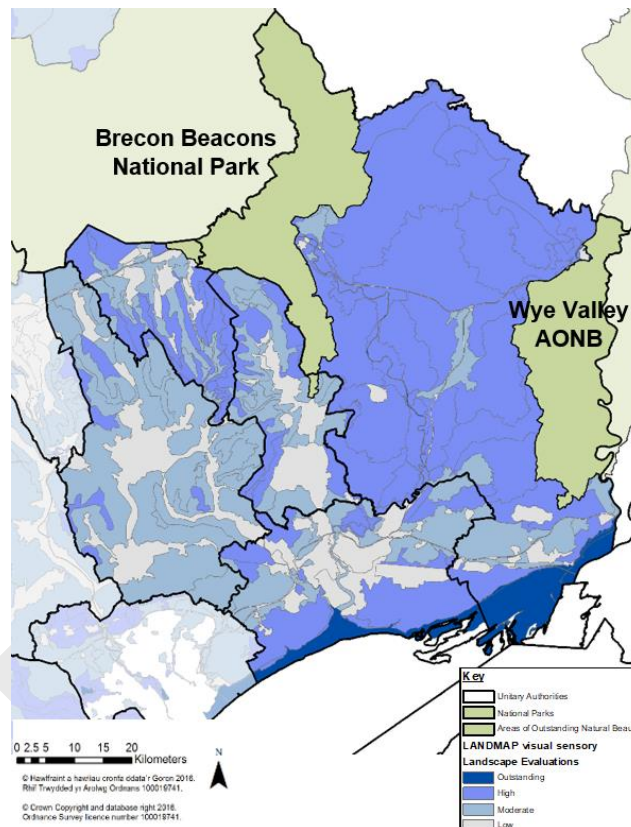 Brecon Beacons
National Park
Wye Valley
AONB
Key
Unitary Authorities
National Parks
Areas of Outstanding Natural Beau
LANDMAP visual sensory
Landscape Evaluations
Outstanding
High
Moderate
Low
0 2.5 5 10 15 20
Kilometers
© Hawlfraint a hawliau cronfa ddata'r Goron 2016.
Rhif Trwydded yr Arolwg Ordnans 100019741.
© Crown Copyright and database right 2016.
Ordnance Survey licence number 100019741.
N